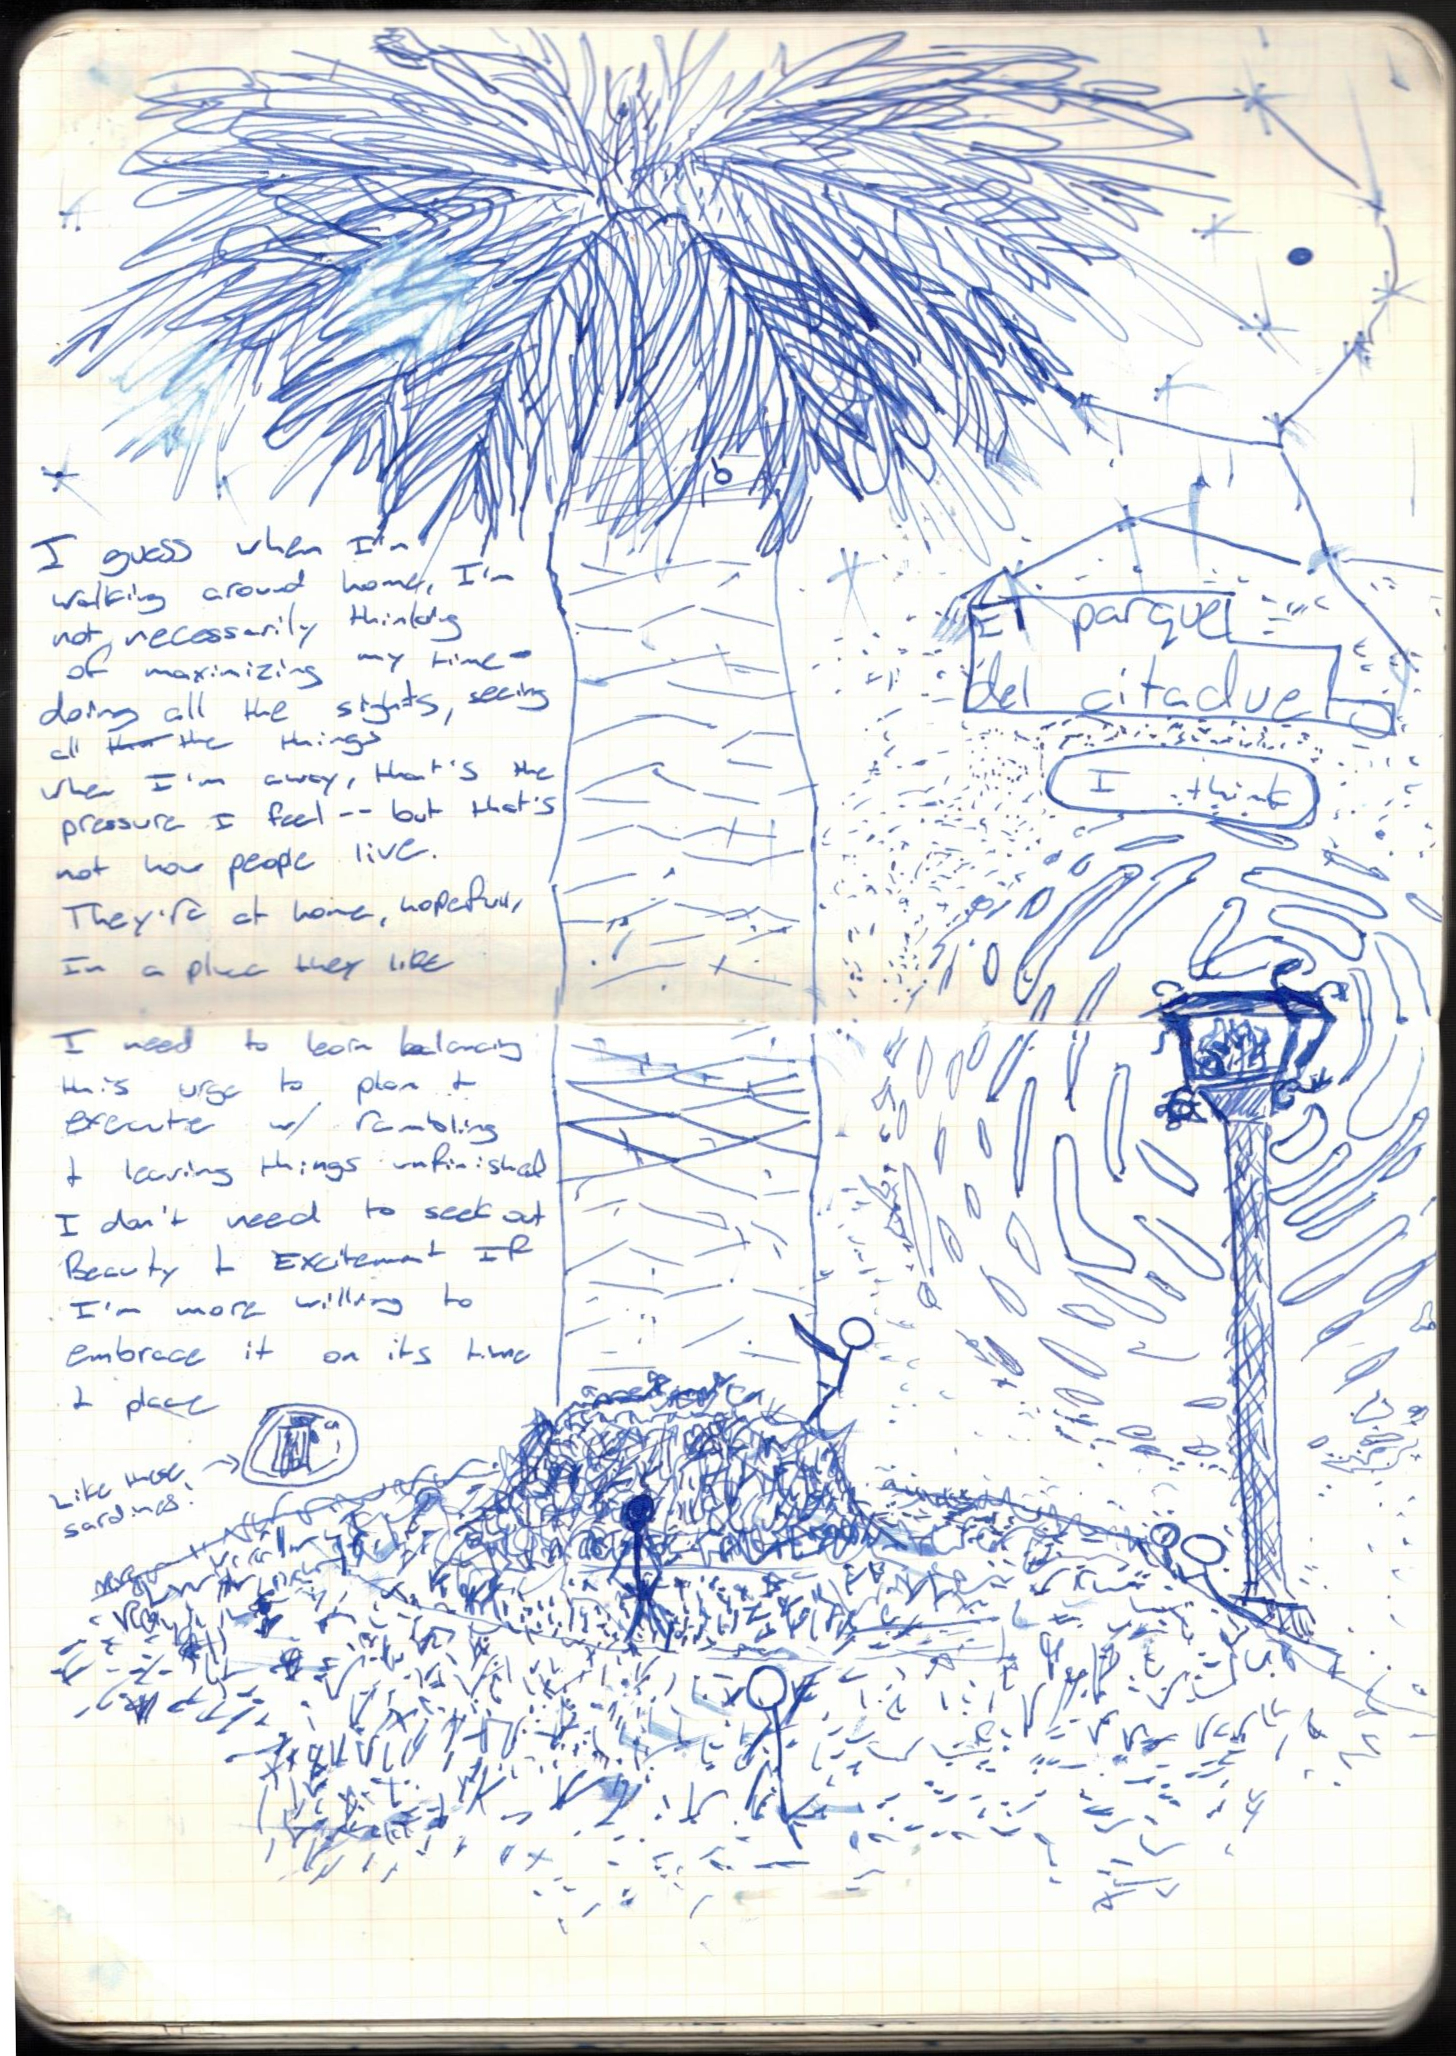 I guess when I'm
walking around home, I'm
not necessarily thinking
of maximizing my time -
doing all the sights, seeing
all that the things
when I'm away, that's the
pressure I feel -- but that's
not how people live.
They're at home, hopefully,
In a place they like
I need to learn balancing
this urge to plan +
execute w/ rambling
+ leaving things unfinished
I don't need to seek out
Beauty + Excitement If
I'm more willing to
embrace it on its time
+ place
Like these
sardines!
El parque
del citadue
I think